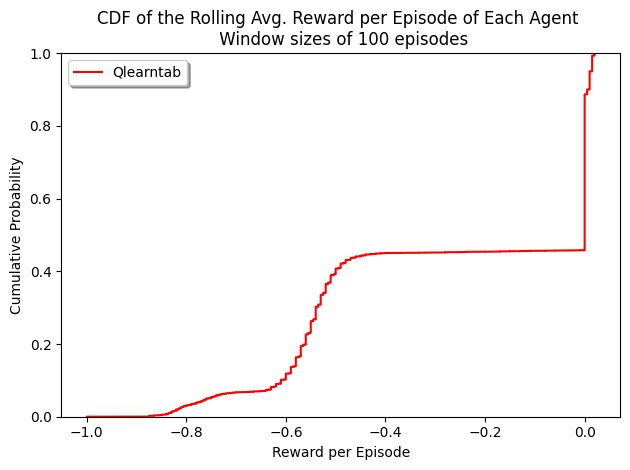 CDF of the Rolling Avg. Reward per Episode of Each Agent
Window sizes of 100 episodes
Qlearntab
Cumulative Probability
1.0
0.8
0.6
0.4
0.2
0.0
−1.0 −0.8 −0.6 −0.4 −0.2 0.0
Reward per Episode